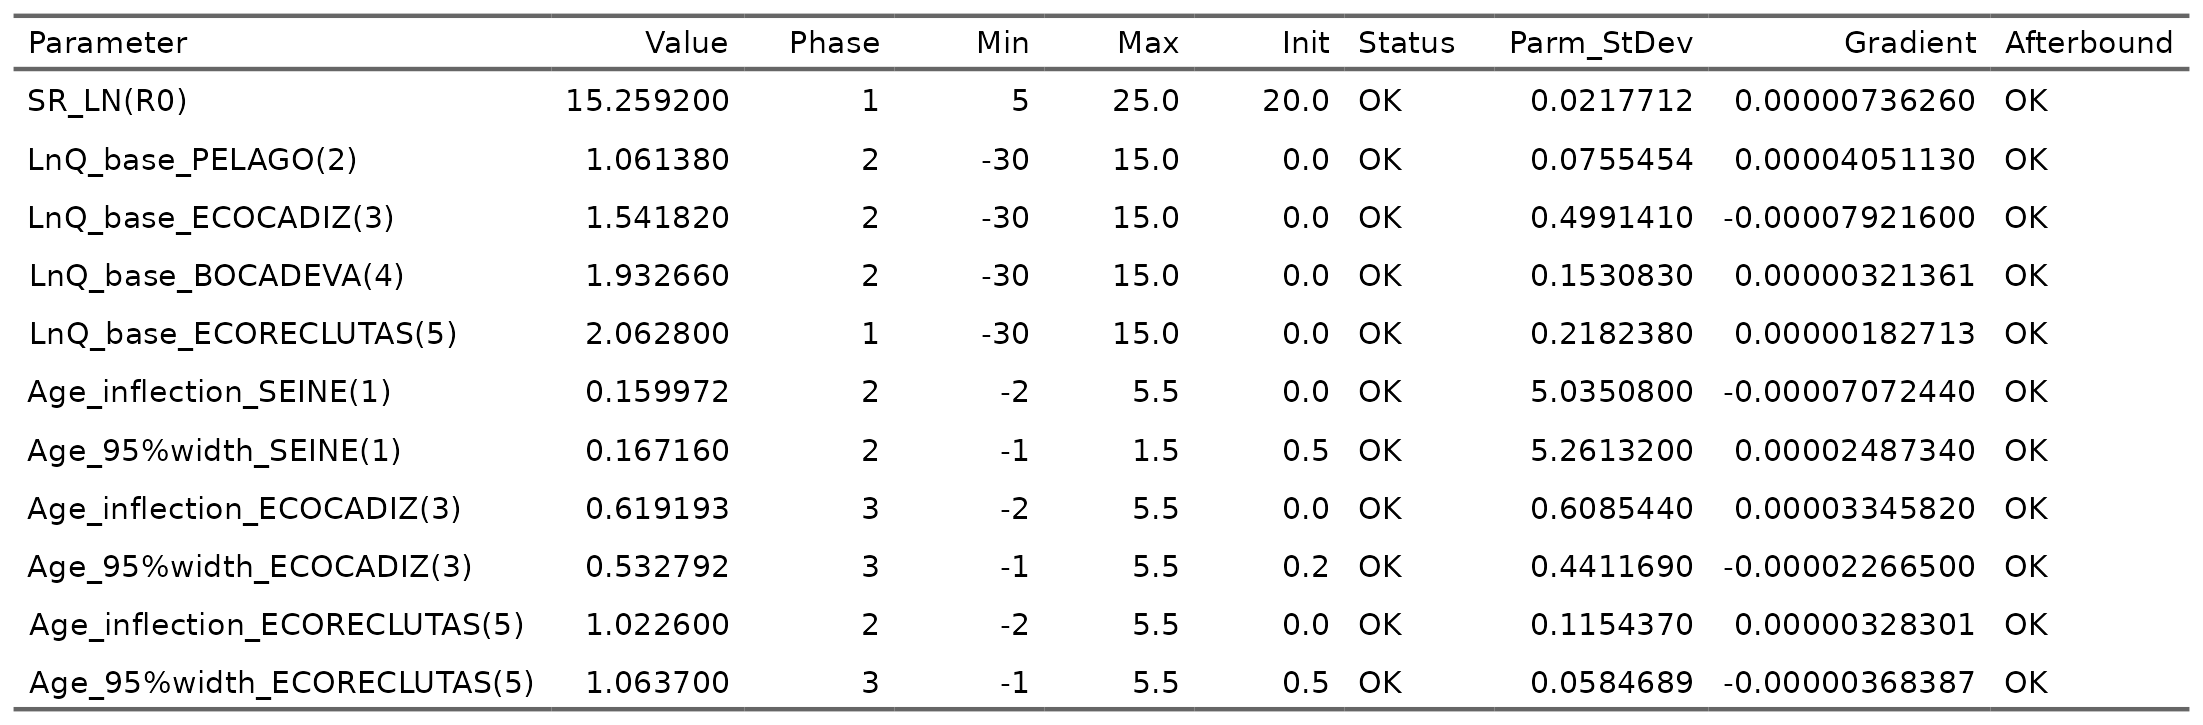 Parameter Value Phase Min Max Init Status Parm_StDev Gradient Afterbound
SR_LN(R0) 15.259200 1 5 25.0 20.0 OK 0.0217712 0.00000736260 OK
LnQ_base_PELAGO(2) 1.061380 2 -30 15.0 0.0 OK 0.0755454 0.00004051130 OK
LnQ_base_ECOCADIZ(3) 1.541820 2 -30 15.0 0.0 OK 0.4991410 -0.00007921600 OK
LnQ_base_BOCADEVA(4) 1.932660 2 -30 15.0 0.0 OK 0.1530830 0.00000321361 OK
LnQ_base_ECORECLUTAS(5) 2.062800 1 -30 15.0 0.0 OK 0.2182380 0.00000182713 OK
Age_inflection_SEINE(1) 0.159972 2 -2 5.5 0.0 OK 5.0350800 -0.00007072440 OK
Age_95%width_SEINE(1) 0.167160 2 -1 1.5 0.5 OK 5.2613200 0.00002487340 OK
Age_inflection_ECOCADIZ(3) 0.619193 3 -2 5.5 0.0 OK 0.6085440 0.00003345820 OK
Age_95%width_ECOCADIZ(3) 0.532792 3 -1 5.5 0.2 OK 0.4411690 -0.00002266500 OK
Age_inflection_ECORECLUTAS(5) 1.022600 2 -2 5.5 0.0 OK 0.1154370 0.00000328301 OK
Age_95%width_ECORECLUTAS(5) 1.063700 3 -1 5.5 0.5 OK 0.0584689 -0.00000368387 OK